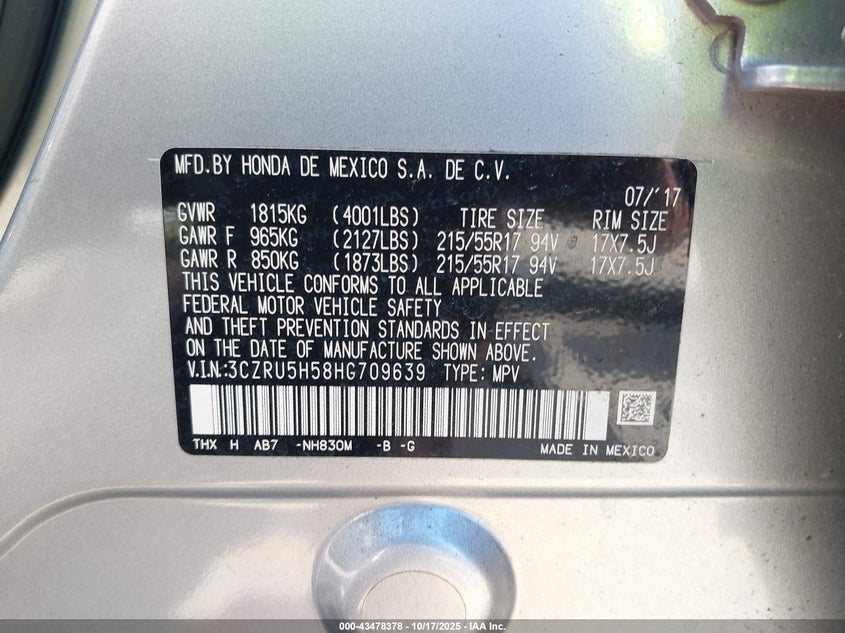 MFD.BY HONDA DE MEXICO S.A. DE C.V.
07/'17
GVWR 1815KG (4001LBS) TIRE SIZE RIM SIZE
GAWR F 965KG (2127LBS) 215/55R17 94V 17X7.5J
GAWR R 850KG (1873LBS) 215/55R17 94V 17X7.5J
THIS VEHICLE CONFORMS TO ALL APPLICABLE
FEDERAL MOTOR VEHICLE SAFETY
AND THEFT PREVENTION STANDARDS IN EFFECT
ON THE DATE OF MANUFACTURE SHOWN ABOVE.
V.I.N.:3CZRU5H58HG709639 TYPE: MPV
THX H AB7 -NH830M -B -G MADE IN MEXICO
000-43478378 | 10/17/2025 - IAA Inc.